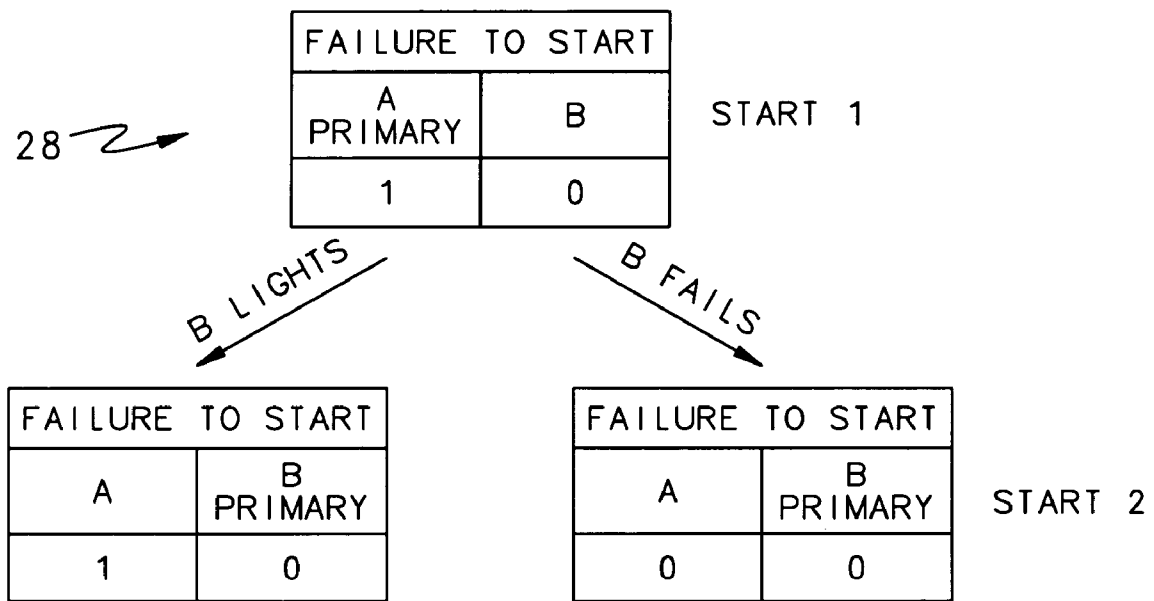 FAILURE TO START
A PRIMARY
B
START 1
28
1
0
B LIGHTS
B FAILS
FAILURE TO START
FAILURE TO START
A
B PRIMARY
A
B PRIMARY
START 2
1
0
0
0